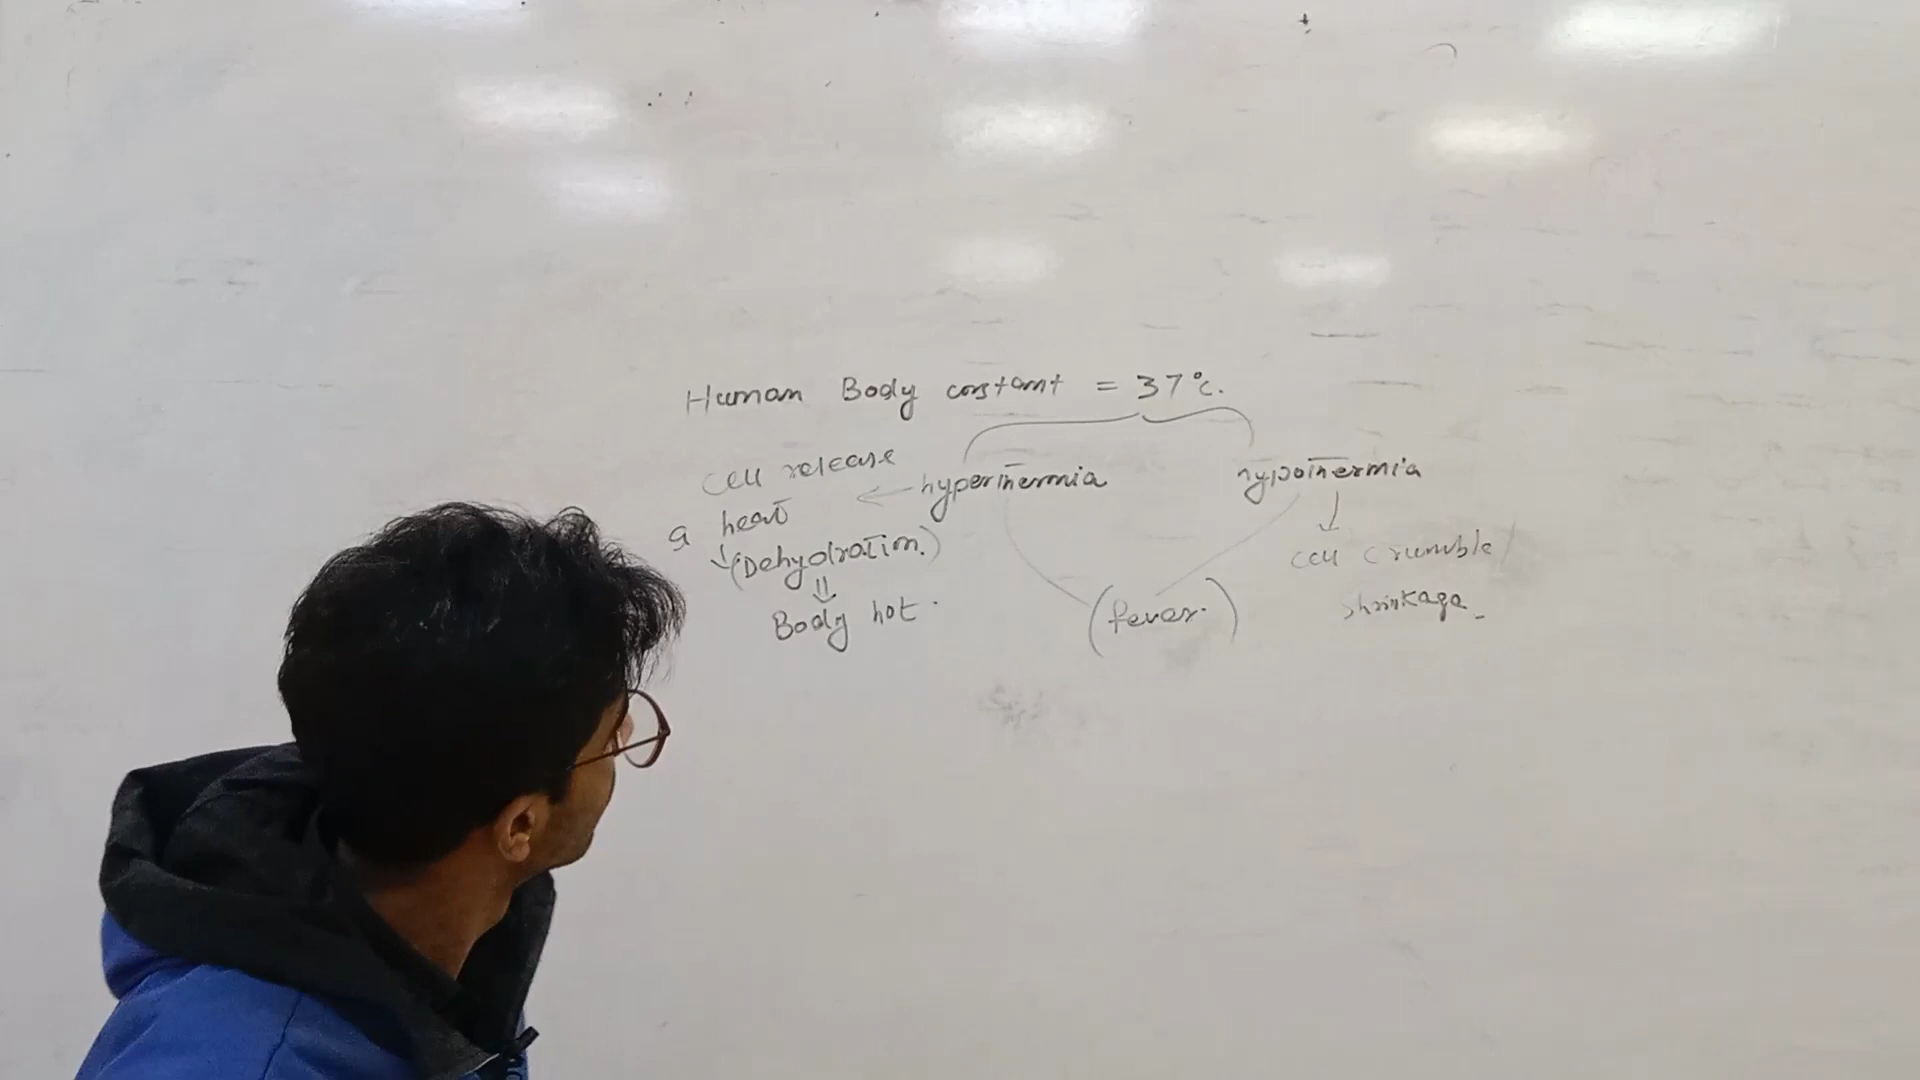 Human Body constant = 37°c.
hyperthermia
hypothermia
cell release
a heat
(Dehydration.)
Body hot.
(fever.)
cell crumble/
shrinkage